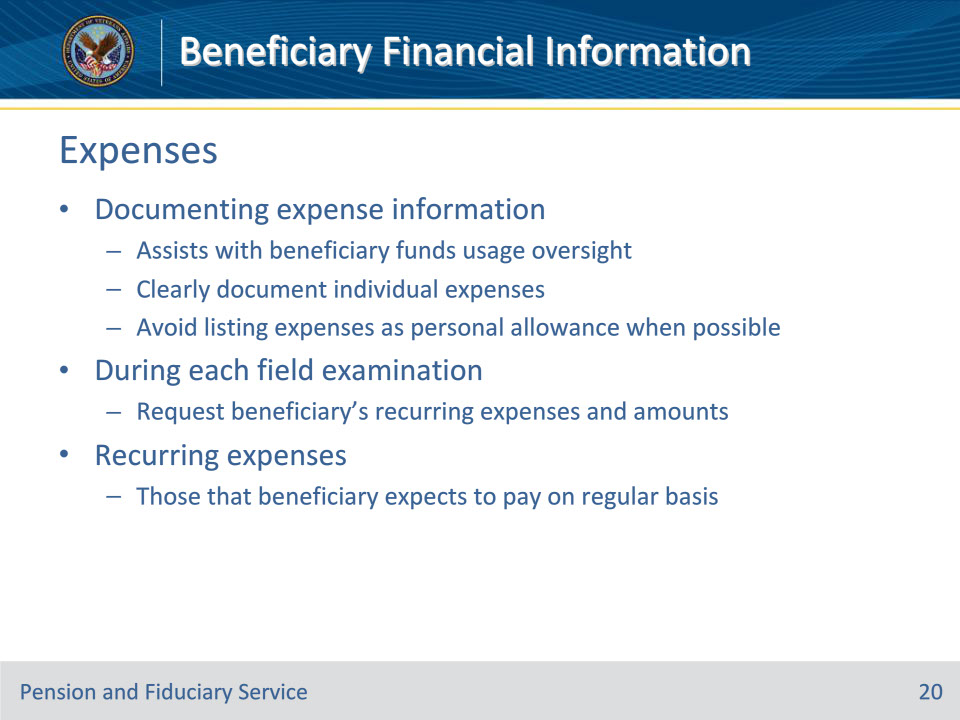 Beneficiary Financial Information
Expenses
• Documenting expense information
– Assists with beneficiary funds usage oversight
– Clearly document individual expenses
– Avoid listing expenses as personal allowance when possible
• During each field examination
– Request beneficiary’s recurring expenses and amounts
• Recurring expenses
– Those that beneficiary expects to pay on regular basis
Pension and Fiduciary Service
20